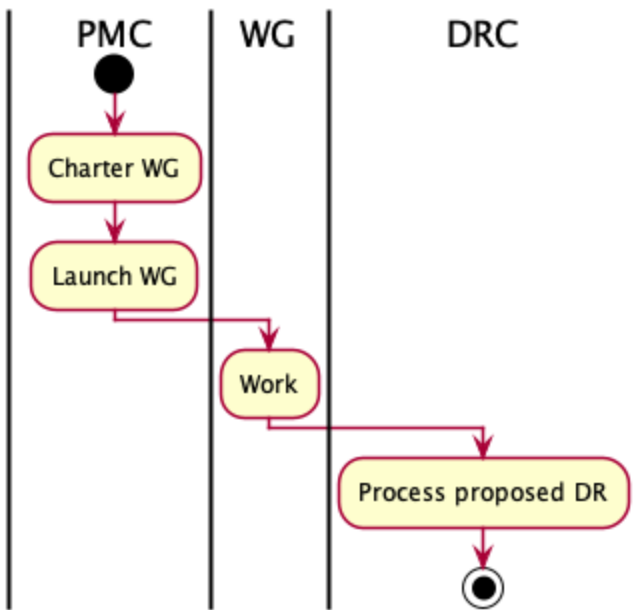 PMC
WG
DRC
Charter WG
Launch WG
Work
Process proposed DR